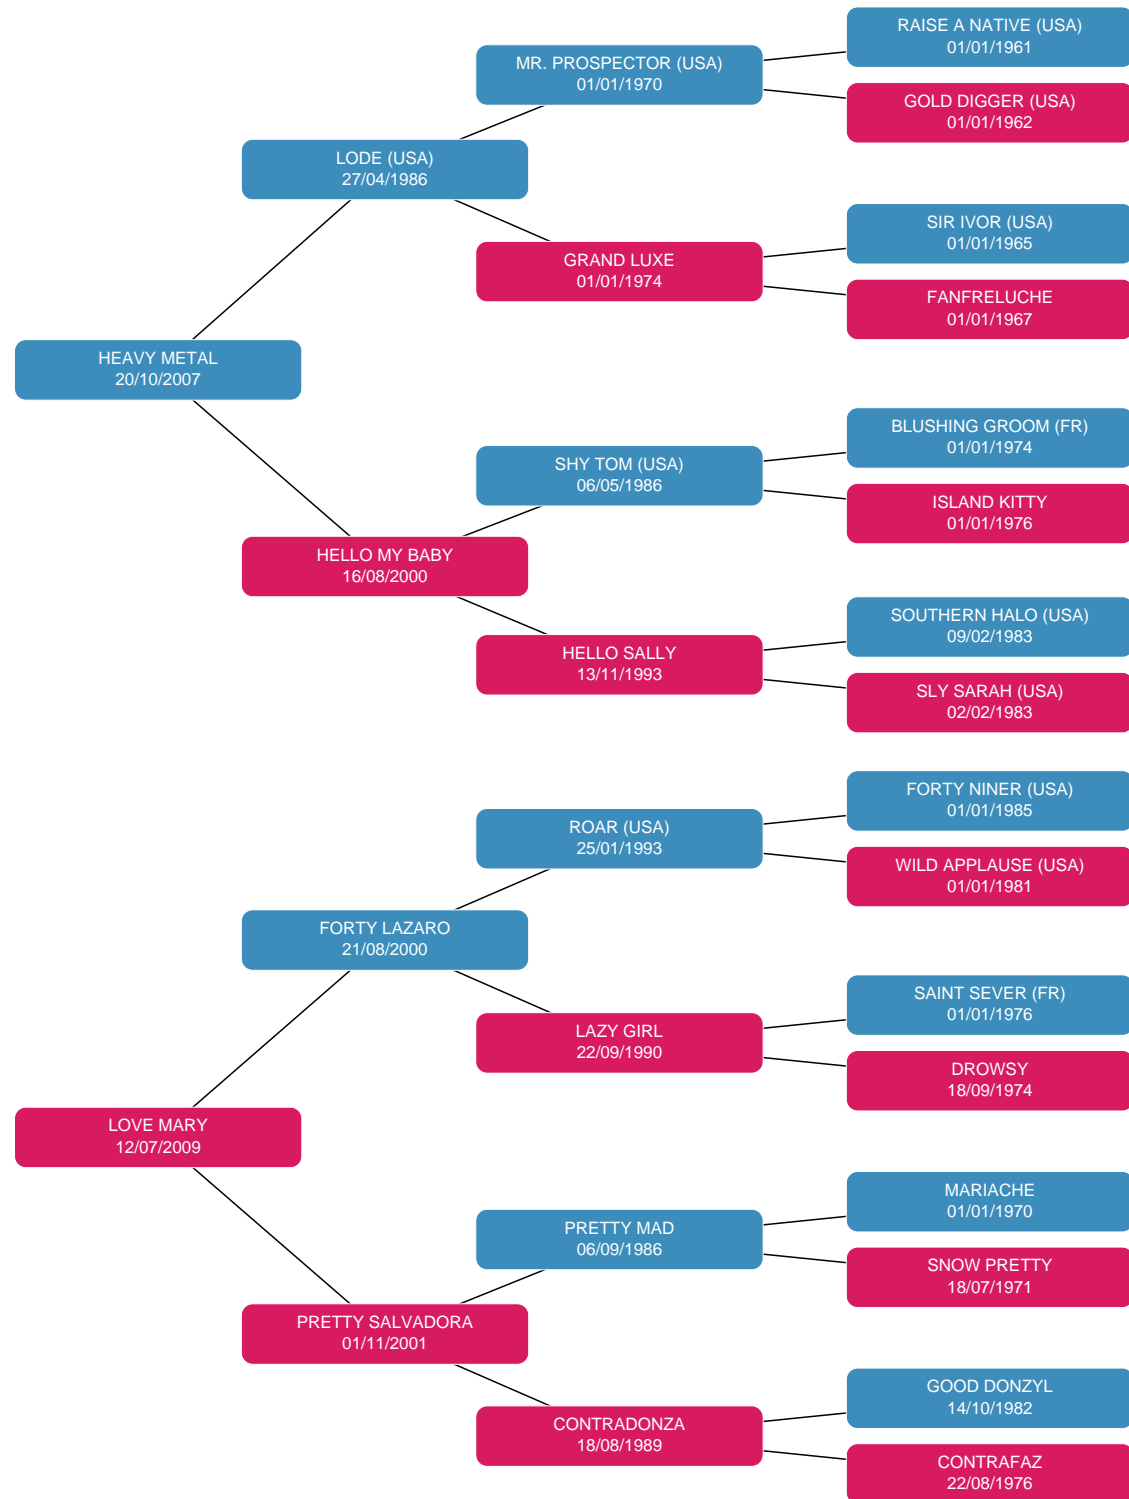 RAISE A NATIVE (USA)
01/01/1961
MR. PROSPECTOR (USA)
01/01/1970
GOLD DIGGER (USA)
01/01/1962
LODE (USA)
27/04/1986
SIR IVOR (USA)
01/01/1965
GRAND LUXE
01/01/1974
FANFRELUCHE
01/01/1967
HEAVY METAL
20/10/2007
BLUSHING GROOM (FR)
01/01/1974
SHY TOM (USA)
06/05/1986
ISLAND KITTY
01/01/1976
HELLO MY BABY
16/08/2000
SOUTHERN HALO (USA)
09/02/1983
HELLO SALLY
13/11/1993
SLY SARAH (USA)
02/02/1983
FORTY NINER (USA)
01/01/1985
ROAR (USA)
25/01/1993
WILD APPLAUSE (USA)
01/01/1981
FORTY LAZARO
21/08/2000
SAINT SEVER (FR)
01/01/1976
LAZY GIRL
22/09/1990
DROWSY
18/09/1974
LOVE MARY
12/07/2009
MARIACHE
01/01/1970
PRETTY MAD
06/09/1986
SNOW PRETTY
18/07/1971
PRETTY SALVADORA
01/11/2001
GOOD DONZYL
14/10/1982
CONTRADONZA
18/08/1989
CONTRAFAZ
22/08/1976